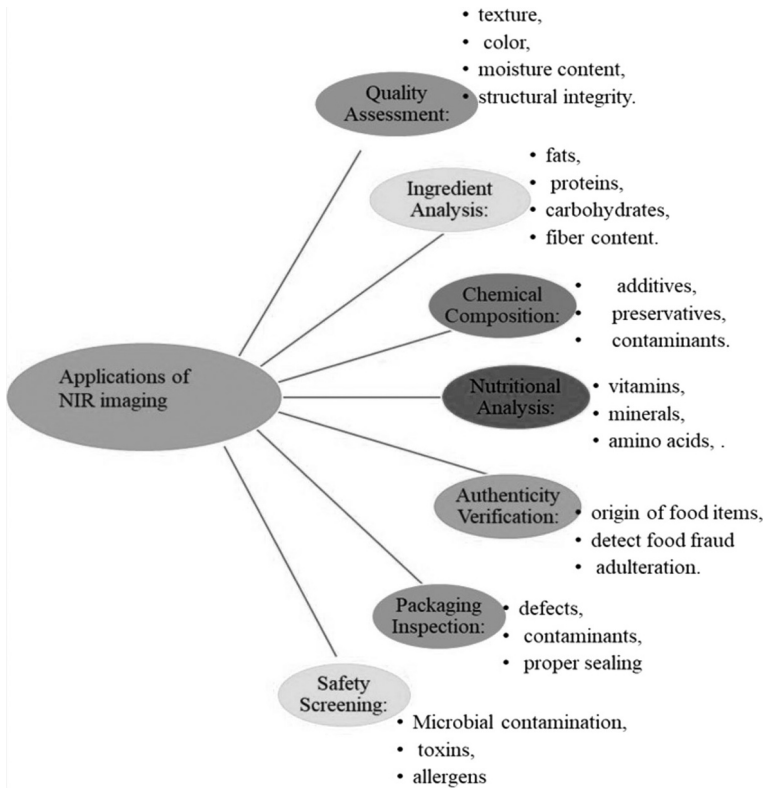 • texture,
• color,
• moisture content,
• structural integrity.
Quality
Assessment:
• fats,
• proteins,
• carbohydrates,
• fiber content.
Ingredient
Analysis:
• additives,
• preservatives,
• contaminants.
Chemical
Composition:
Applications of
NIR imaging
Nutritional
Analysis:
• vitamins,
• minerals,
• amino acids, .
Authenticity
Verification:
• origin of food items,
• detect food fraud
• adulteration.
Packaging
Inspection:
• defects,
• contaminants,
• proper sealing
Safety
Screening:
• Microbial contamination,
• toxins,
• allergens